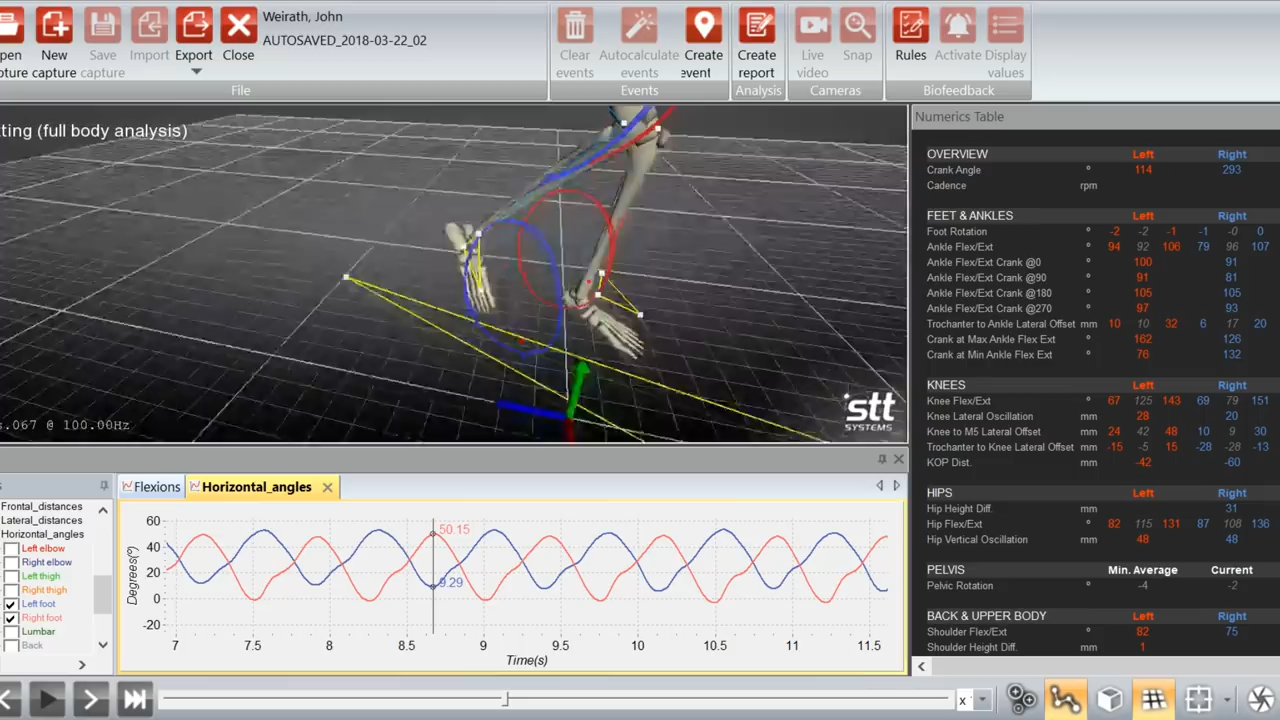 Weirath, John
AUTOSAVED_2018-03-22_02
pen New Save Import Export Close
oture capture capture
File
Clear Autocalculate Create
events events event
Events
Create
report
Analysis
Live Snap
video
Cameras
Rules Activate Display
values
Biofeedback
ting (full body analysis)
s.067 @ 100.00Hz
stt
SYSTEMS
Numerics Table
OVERVIEW Left Right
Crank Angle ° 114 293
Cadence rpm
FEET & ANKLES Left Right
Foot Rotation ° -2 -2 -1 -1 -0 0
Ankle Flex/Ext ° 94 92 106 79 96 107
Ankle Flex/Ext Crank @0 ° 100 91
Ankle Flex/Ext Crank @90 ° 91 81
Ankle Flex/Ext Crank @180 ° 105 105
Ankle Flex/Ext Crank @270 ° 97 93
Trochanter to Ankle Lateral Offset mm 10 10 32 6 17 20
Crank at Max Ankle Flex Ext ° 162 126
Crank at Min Ankle Flex Ext ° 76 132
KNEES Left Right
Knee Flex/Ext ° 67 125 143 69 79 151
Knee Lateral Oscillation mm 28 20
Knee to M5 Lateral Offset mm 24 42 48 10 9 30
Trochanter to Knee Lateral Offset mm -15 -5 15 -28 -28 -13
KOP Dist. mm -42 -60
HIPS Left Right
Hip Height Diff. mm 31
Hip Flex/Ext ° 82 115 131 87 108 136
Hip Vertical Oscillation mm 48 48
PELVIS Min. Average Current
Pelvic Rotation ° -4 -2
BACK & UPPER BODY Left Right
Shoulder Flex/Ext ° 82 75
Shoulder Height Diff. mm 1
s
Frontal_distances
Lateral_distances
Horizontal_angles
Left elbow
Right elbow
Left thigh
Right thigh
Left foot
Right foot
Lumbar
Back
Flexions Horizontal_angles
Degrees(°)
60
40
20
0
-20
50.15
9.29
7 7.5 8 8.5 9 9.5 10 10.5 11 11.5
Time(s)
x